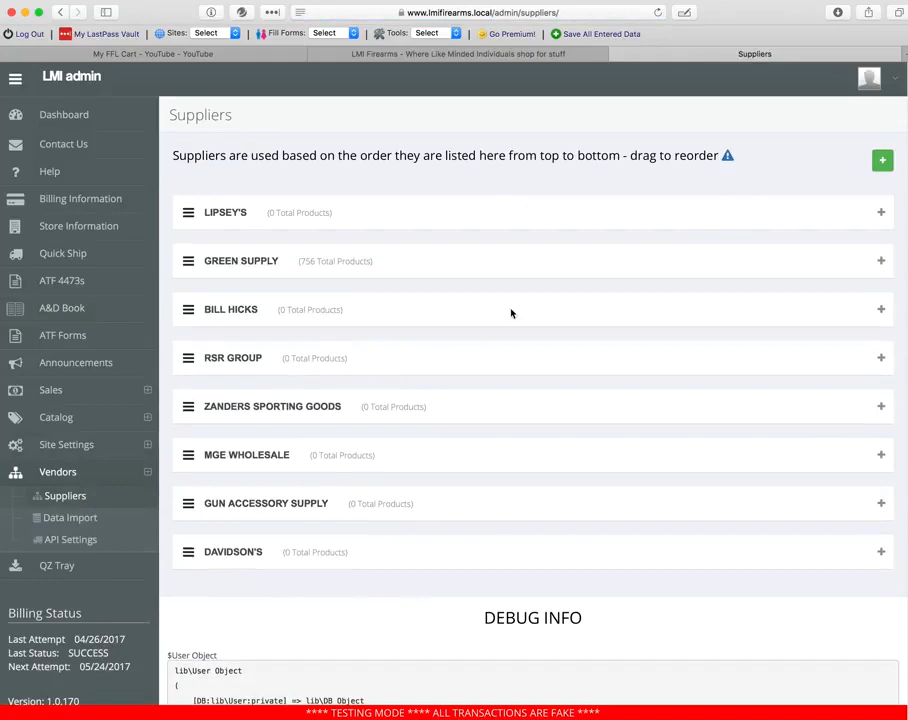 www.lmifirearms.local/admin/suppliers/
Log Out
My LastPass Vault
Sites: Select
Fill Forms: Select
Tools: Select
Go Premium!
Save All Entered Data
My FFL Cart - YouTube - YouTube
LMI Firearms - Where Like Minded Individuals shop for stuff
Suppliers
LMI admin
Dashboard
Contact Us
Help
Billing Information
Store Information
Quick Ship
ATF 4473s
A&D Book
ATF Forms
Announcements
Sales
Catalog
Site Settings
Vendors
Suppliers
Data Import
API Settings
QZ Tray
Billing Status
Last Attempt 04/26/2017
Last Status: SUCCESS
Next Attempt: 05/24/2017
Version: 1.0.170
Suppliers
Suppliers are used based on the order they are listed here from top to bottom - drag to reorder
LIPSEY'S (0 Total Products)
GREEN SUPPLY (756 Total Products)
BILL HICKS (0 Total Products)
RSR GROUP (0 Total Products)
ZANDERS SPORTING GOODS (0 Total Products)
MGE WHOLESALE (0 Total Products)
GUN ACCESSORY SUPPLY (0 Total Products)
DAVIDSON'S (0 Total Products)
DEBUG INFO
$User Object
lib\User Object
(
[DB:lib\User:private] => lib\DB Object
**** TESTING MODE **** ALL TRANSACTIONS ARE FAKE ****